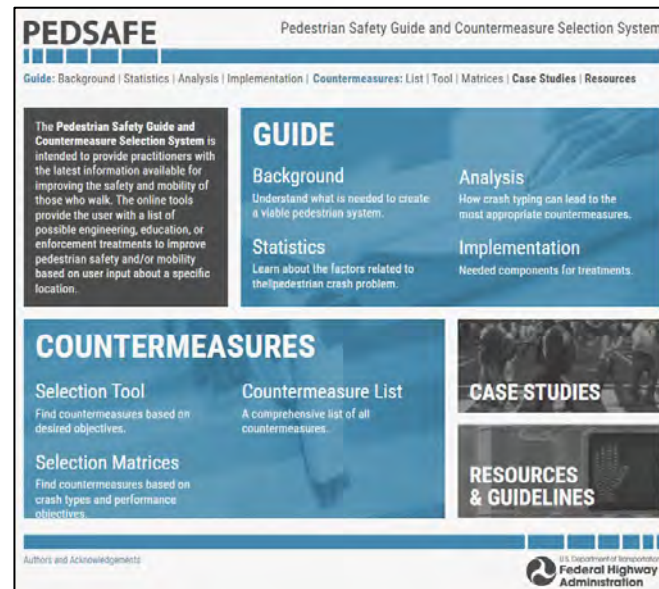 PEDSAFE
Pedestrian Safety Guide and Countermeasure Selection System
Guide: Background | Statistics | Analysis | Implementation | Countermeasures: List | Tool | Matrices | Case Studies | Resources
The Pedestrian Safety Guide and
Countermeasure Selection System is
intended to provide practitioners with
the latest information available for
improving the safety and mobility of
those who walk. The online tools
provide the user with a list of
possible engineering, education, or
enforcement treatments to improve
pedestrian safety and/or mobility
based on user input about a specific
location.
GUIDE
Background
Understand what is needed to create
a viable pedestrian system.
Statistics
Learn about the factors related to
the pedestrian crash problem.
Analysis
How crash typing can lead to the
most appropriate countermeasures.
Implementation
Needed components for treatments.
COUNTERMEASURES
Selection Tool
Find countermeasures based on
desired objectives.
Selection Matrices
Find countermeasures based on
crash types and performance
objectives.
Countermeasure List
A comprehensive list of all
countermeasures.
CASE STUDIES
RESOURCES
& GUIDELINES
Authors and Acknowledgements
U.S. Department of Transportation
Federal Highway
Administration